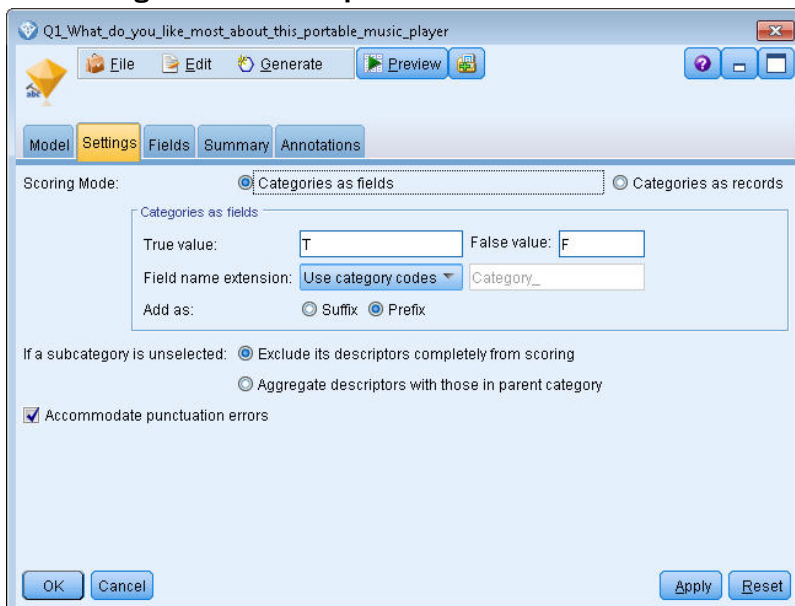 Q1_What_do_you_like_most_about_this_portable_music_player
File Edit Generate Preview
abc
Model Settings Fields Summary Annotations
Scoring Mode: Categories as fields Categories as records
Categories as fields
True value: T False value: F
Field name extension: Use category codes Category_
Add as: Suffix Prefix
If a subcategory is unselected: Exclude its descriptors completely from scoring
Aggregate descriptors with those in parent category
Accommodate punctuation errors
OK Cancel Apply Reset